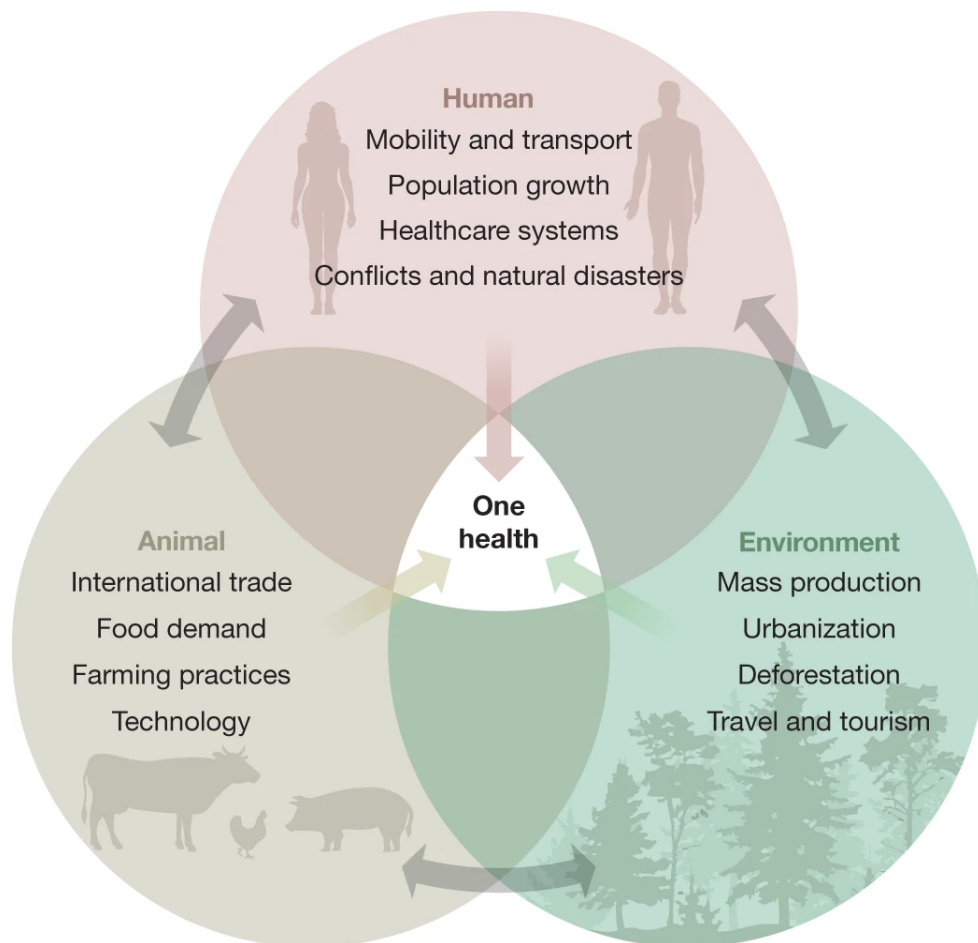 Human
Mobility and transport
Population growth
Healthcare systems
Conflicts and natural disasters
One
health
Animal
International trade
Food demand
Farming practices
Technology
Environment
Mass production
Urbanization
Deforestation
Travel and tourism